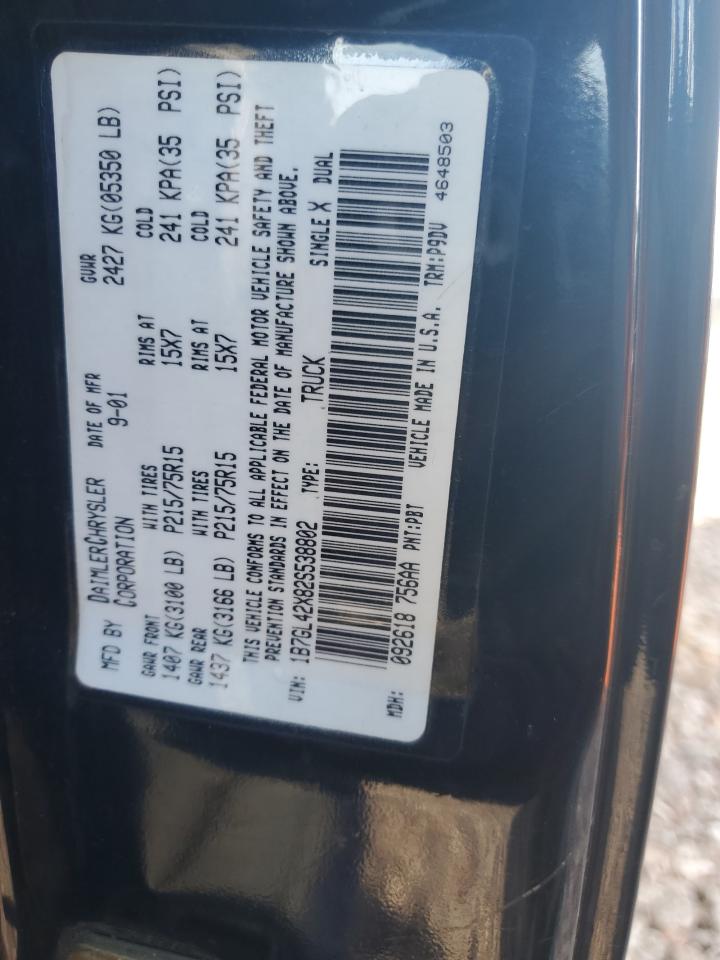 MFD BY DAIMLERCHRYSLER CORPORATION DATE OF MFR 9-01 GVWR 2427 KG(05350 LB)
GAWR FRONT WITH TIRES RIMS AT COLD
1407 KG(3100 LB) P215/75R15 15X7 241 KPA(35 PSI)
GAWR REAR WITH TIRES RIMS AT COLD
1437 KG(3166 LB) P215/75R15 15X7 241 KPA(35 PSI)
THIS VEHICLE CONFORMS TO ALL APPLICABLE FEDERAL MOTOR VEHICLE SAFETY AND THEFT
PREVENTION STANDARDS IN EFFECT ON THE DATE OF MANUFACTURE SHOWN ABOVE.
VIN: 1B7GL42X82S538802 TYPE: TRUCK SINGLE X DUAL
MDH: 092618 756AA PNT:PBT VEHICLE MADE IN U.S.A. TRM:P9DV 4648503